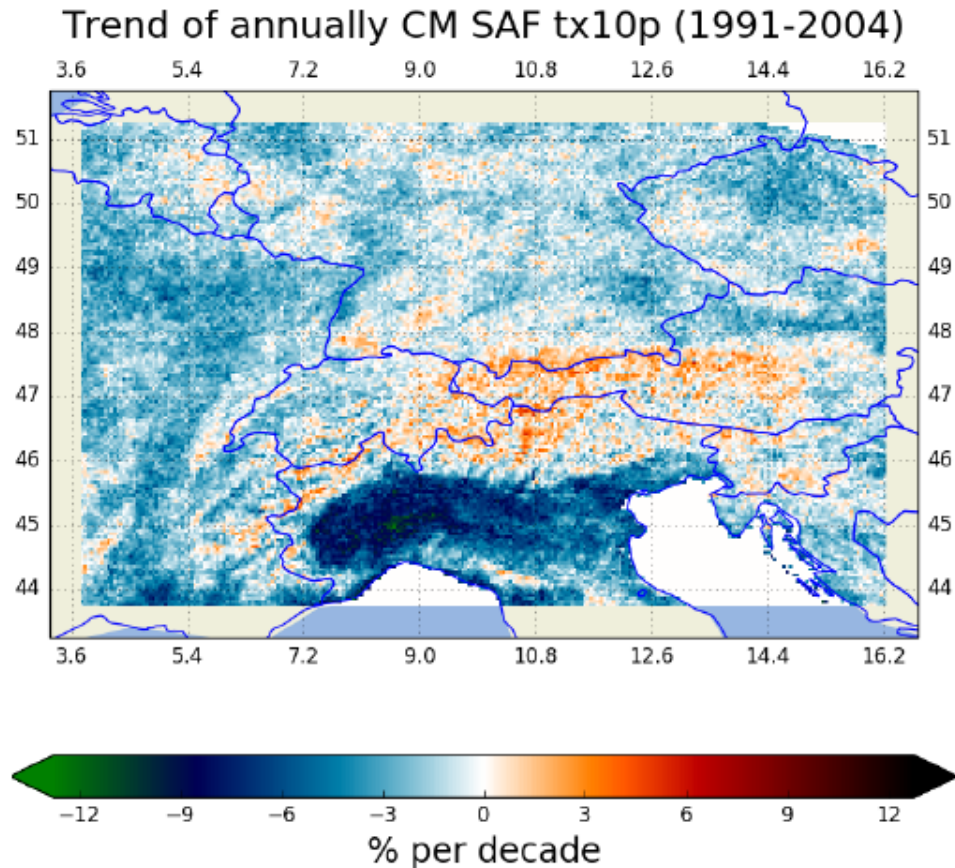 Trend of annually CM SAF tx10p (1991-2004)
3.6 5.4 7.2 9.0 10.8 12.6 14.4 16.2
51 51
50 50
49 49
48 48
47 47
46 46
45 45
44 44
3.6 5.4 7.2 9.0 10.8 12.6 14.4 16.2
−12 −9 −6 −3 0 3 6 9 12
% per decade